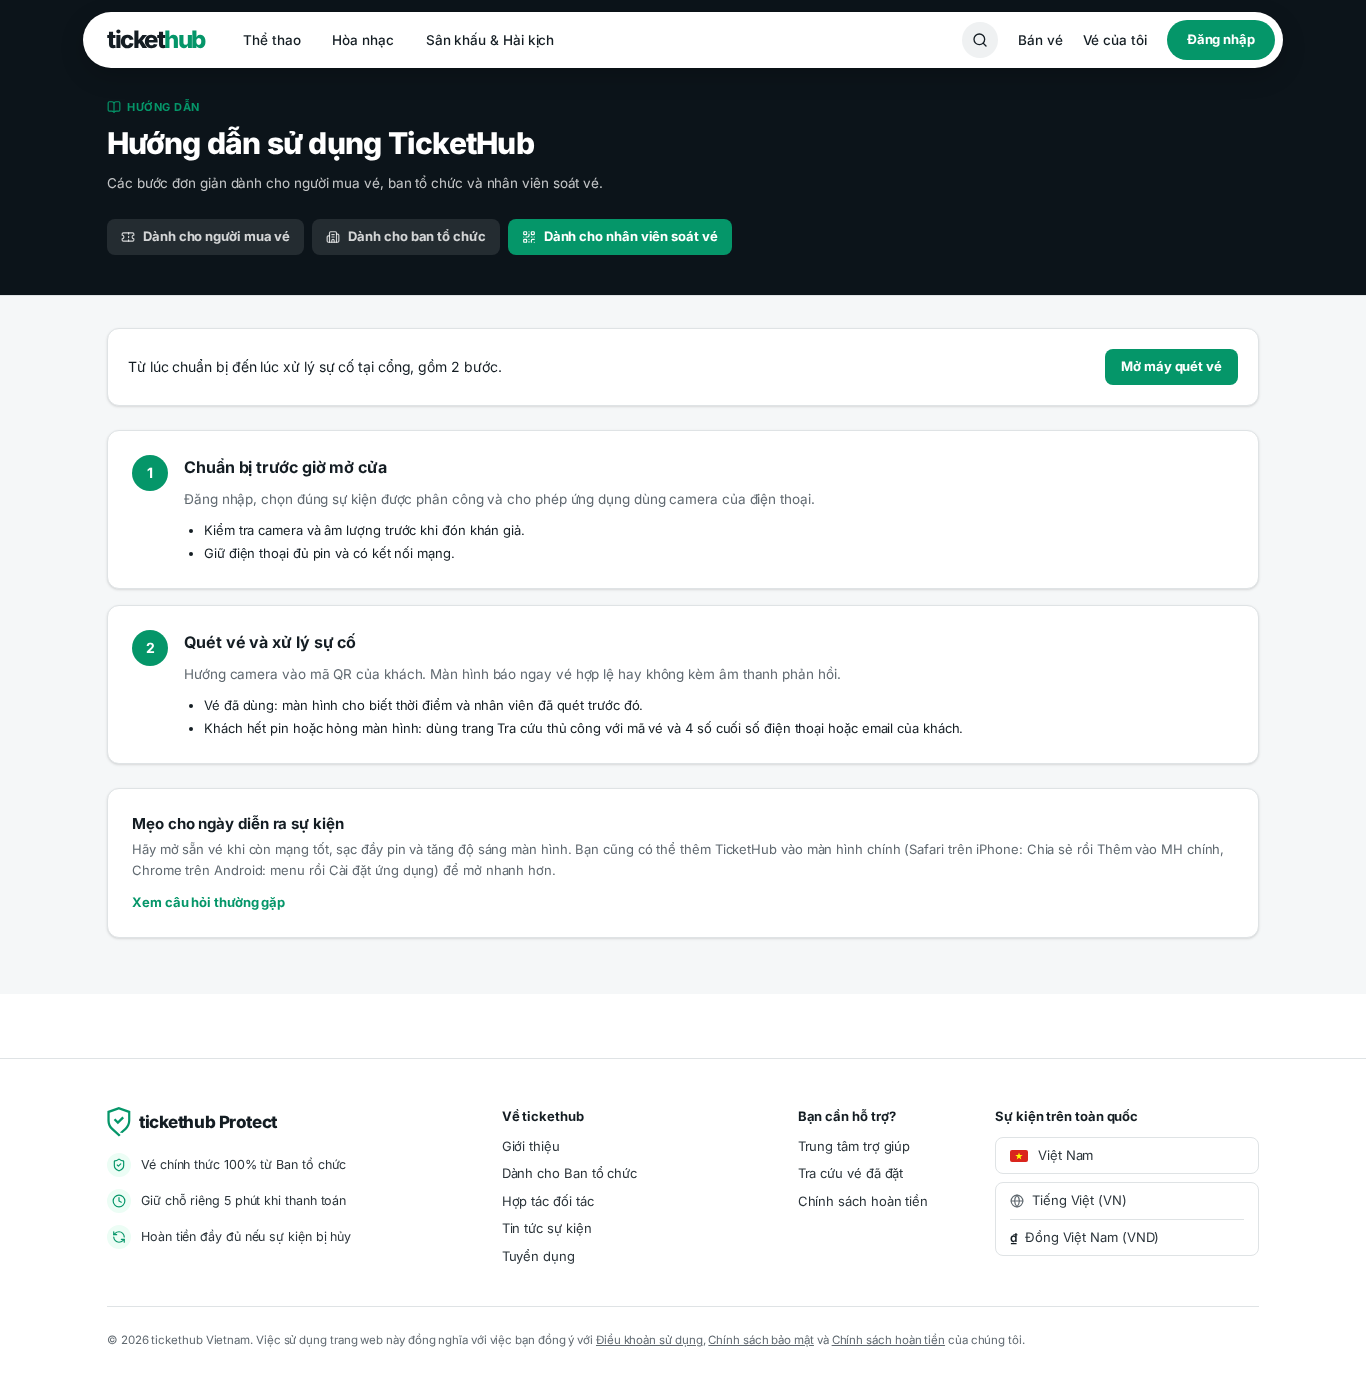 tickethub
Thể thao
Hòa nhạc
Sân khấu & Hài kịch
Bán vé
Vé của tôi
Đăng nhập
HƯỚNG DẪN
Hướng dẫn sử dụng TicketHub
Các bước đơn giản dành cho người mua vé, ban tổ chức và nhân viên soát vé.
Dành cho người mua vé
Dành cho ban tổ chức
Dành cho nhân viên soát vé
Từ lúc chuẩn bị đến lúc xử lý sự cố tại cổng, gồm 2 bước.
Mở máy quét vé
1
Chuẩn bị trước giờ mở cửa
Đăng nhập, chọn đúng sự kiện được phân công và cho phép ứng dụng dùng camera của điện thoại.
• Kiểm tra camera và âm lượng trước khi đón khán giả.
• Giữ điện thoại đủ pin và có kết nối mạng.
2
Quét vé và xử lý sự cố
Hướng camera vào mã QR của khách. Màn hình báo ngay vé hợp lệ hay không kèm âm thanh phản hồi.
• Vé đã dùng: màn hình cho biết thời điểm và nhân viên đã quét trước đó.
• Khách hết pin hoặc hỏng màn hình: dùng trang Tra cứu thủ công với mã vé và 4 số cuối số điện thoại hoặc email của khách.
Mẹo cho ngày diễn ra sự kiện
Hãy mở sẵn vé khi còn mạng tốt, sạc đầy pin và tăng độ sáng màn hình. Bạn cũng có thể thêm TicketHub vào màn hình chính (Safari trên iPhone: Chia sẻ rồi Thêm vào MH chính,
Chrome trên Android: menu rồi Cài đặt ứng dụng) để mở nhanh hơn.
Xem câu hỏi thường gặp
tickethub Protect
Vé chính thức 100% từ Ban tổ chức
Giữ chỗ riêng 5 phút khi thanh toán
Hoàn tiền đầy đủ nếu sự kiện bị hủy
Về tickethub
Giới thiệu
Dành cho Ban tổ chức
Hợp tác đối tác
Tin tức sự kiện
Tuyển dụng
Bạn cần hỗ trợ?
Trung tâm trợ giúp
Tra cứu vé đã đặt
Chính sách hoàn tiền
Sự kiện trên toàn quốc
Việt Nam
Tiếng Việt (VN)
₫ Đồng Việt Nam (VND)
© 2026 tickethub Vietnam. Việc sử dụng trang web này đồng nghĩa với việc bạn đồng ý với Điều khoản sử dụng, Chính sách bảo mật và Chính sách hoàn tiền của chúng tôi.